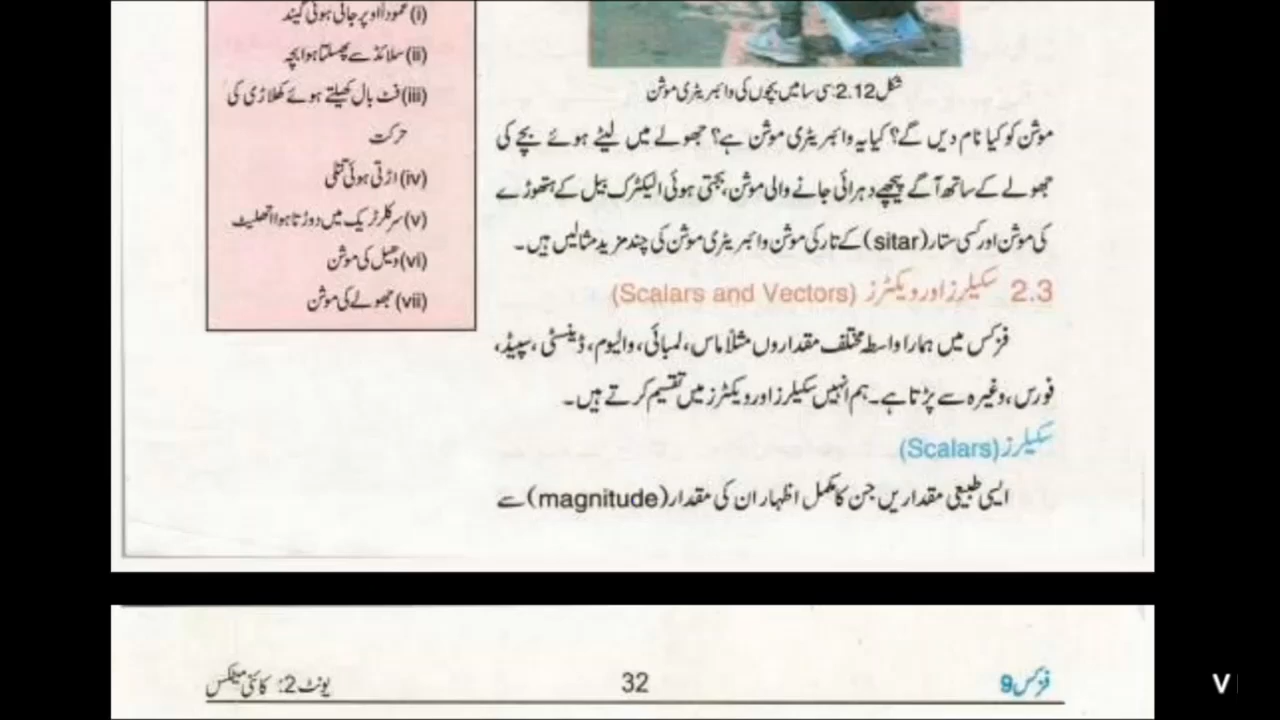 (i) عموداً اوپر جاتی ہوئی گیند
(ii) سلائڈ سے پھسلتا ہوا بچہ
(iii) فٹ بال کھیلتے ہوئے کھلاڑی کی
حرکت
(iv) اڑتی ہوئی تتلی
(v) سرکلر ٹریک میں دوڑتا ہوا اتھلیٹ
(vi) وہیل کی موشن
(vii) جھولے کی موشن
شکل 2.12: سی سا میں بچوں کی وائبریٹری موشن
موشن کو کیا نام دیں گے؟ کیا یہ وائبریٹری موشن ہے؟ جھولے میں لیٹے ہوئے بچے کی
جھولے کے ساتھ آگے پیچھے دہرائی جانے والی موشن، بجتی ہوئی الیکٹرک بیل کے ہتھوڑے
کی موشن اور کسی ستار (sitar) کے تار کی موشن وائبریٹری موشن کی چند مزید مثالیں ہیں۔
2.3 سکیلرز اور ویکٹرز (Scalars and Vectors)
فزکس میں ہمارا واسطہ مختلف مقداروں مثلاً ماس، لمبائی، والیوم، ڈینسٹی، سپیڈ،
فورس، وغیرہ سے پڑتا ہے۔ ہم انہیں سکیلرز اور ویکٹرز میں تقسیم کرتے ہیں۔
سکیلرز (Scalars)
ایسی طبیعی مقداریں جن کا مکمل اظہار ان کی مقدار (magnitude) سے
فزکس 9
32
یونٹ 2: کائنی میٹکس
V